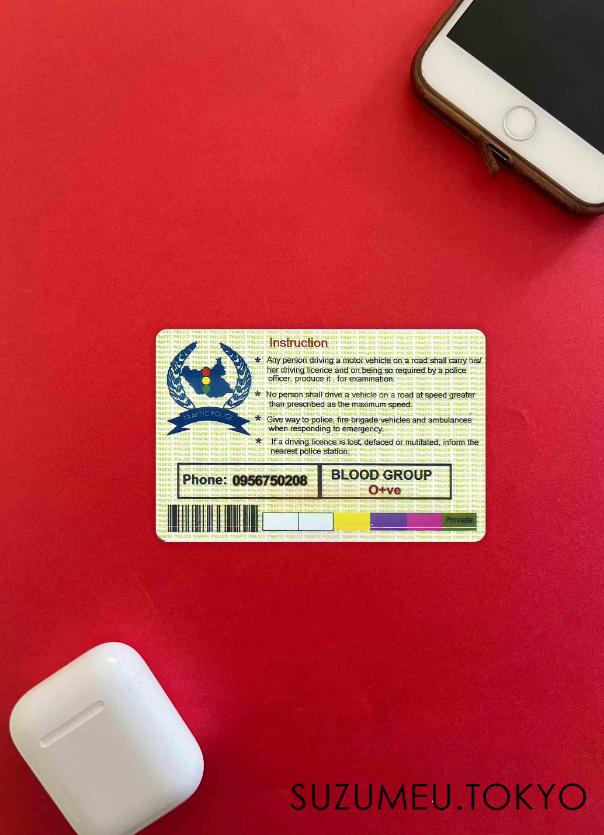 Instruction
* Any person driving a motor vehicle on a road shall carry his/
her driving licence and on being so required by a police
officer, produce it , for examination.
* No person shall drive a vehicle on a road at speed greater
than prescribed as the maximum speed.
* Give way to police, fire brigade vehicles and ambulances
when responding to emergency.
* If a driving licence is lost, defaced or mutilated, inform the
nearest police station.
TRAFFIC POLICE
Phone: 0956750208
BLOOD GROUP
O+ve
Private
SUZUMEU.TOKYO